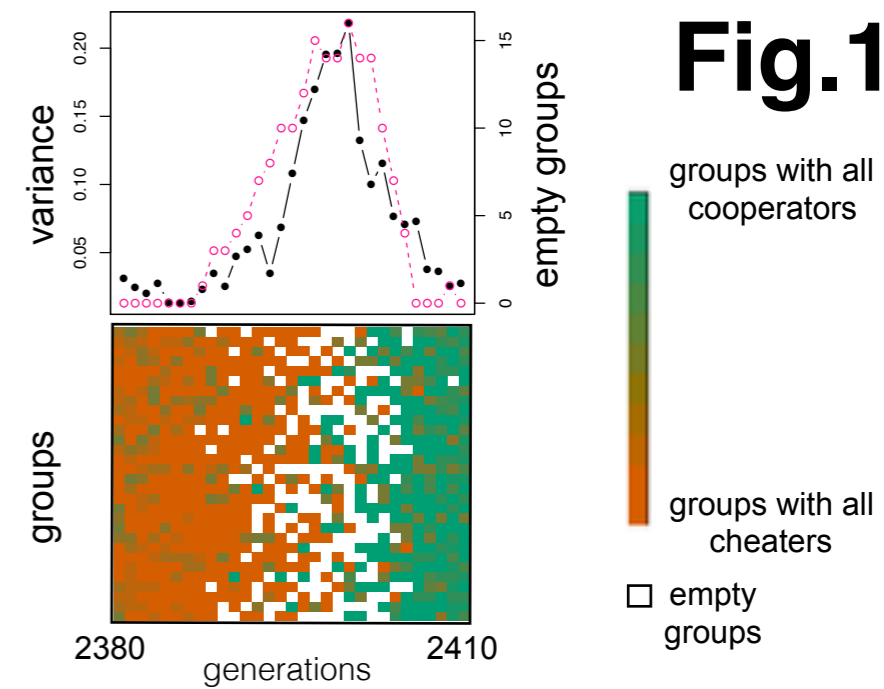 Fig.1
variance
0.05
0.10
0.15
0.20
empty groups
0
5
10
15
groups
2380
2410
generations
groups with all
cooperators
groups with all
cheaters
empty
groups